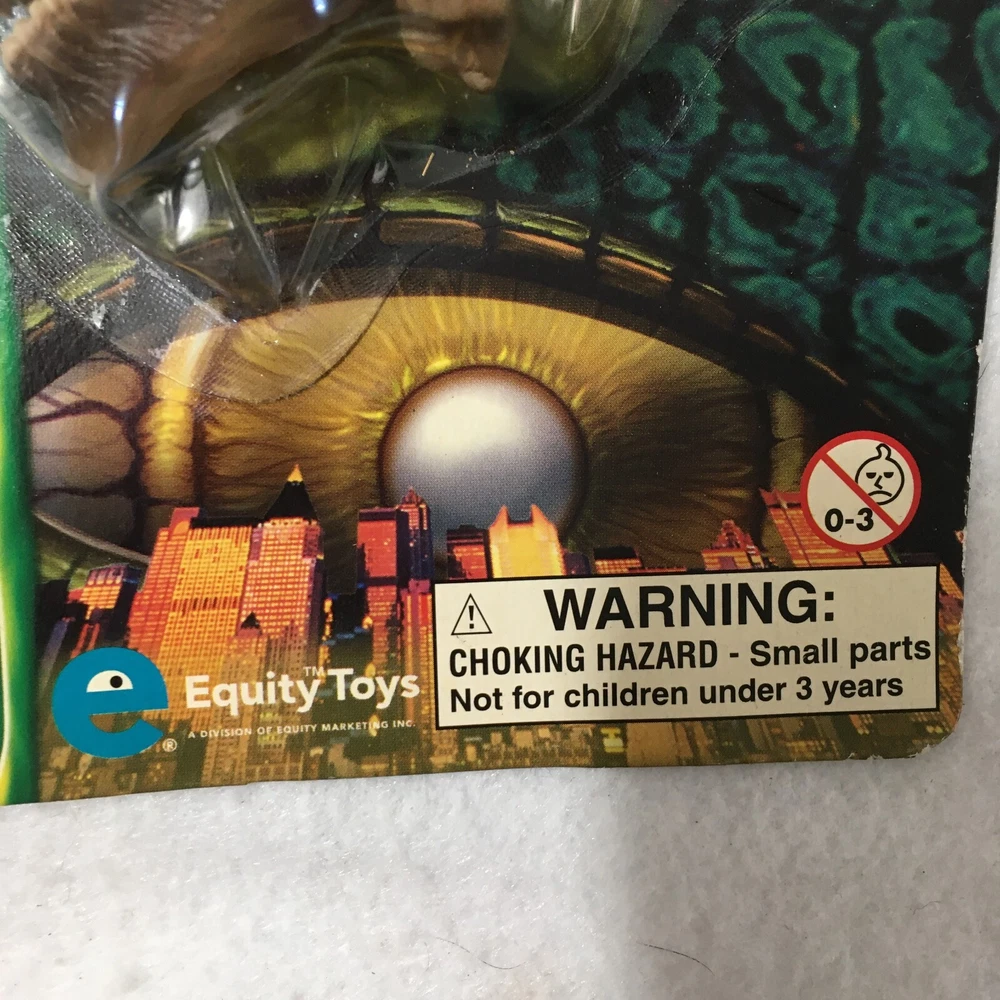 0-3
WARNING:
CHOKING HAZARD - Small parts
Not for children under 3 years
e
®
Equity™ Toys
A DIVISION OF EQUITY MARKETING INC.